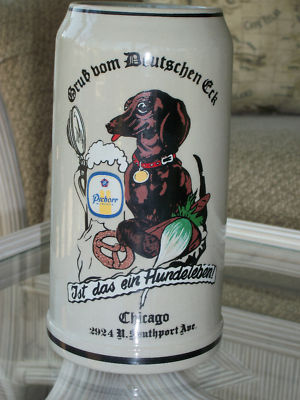 Gruß vom Deutschen Eck
Pschorr
Ist das ein Hundeleben!
Chicago
2924 N. Southport Ave.